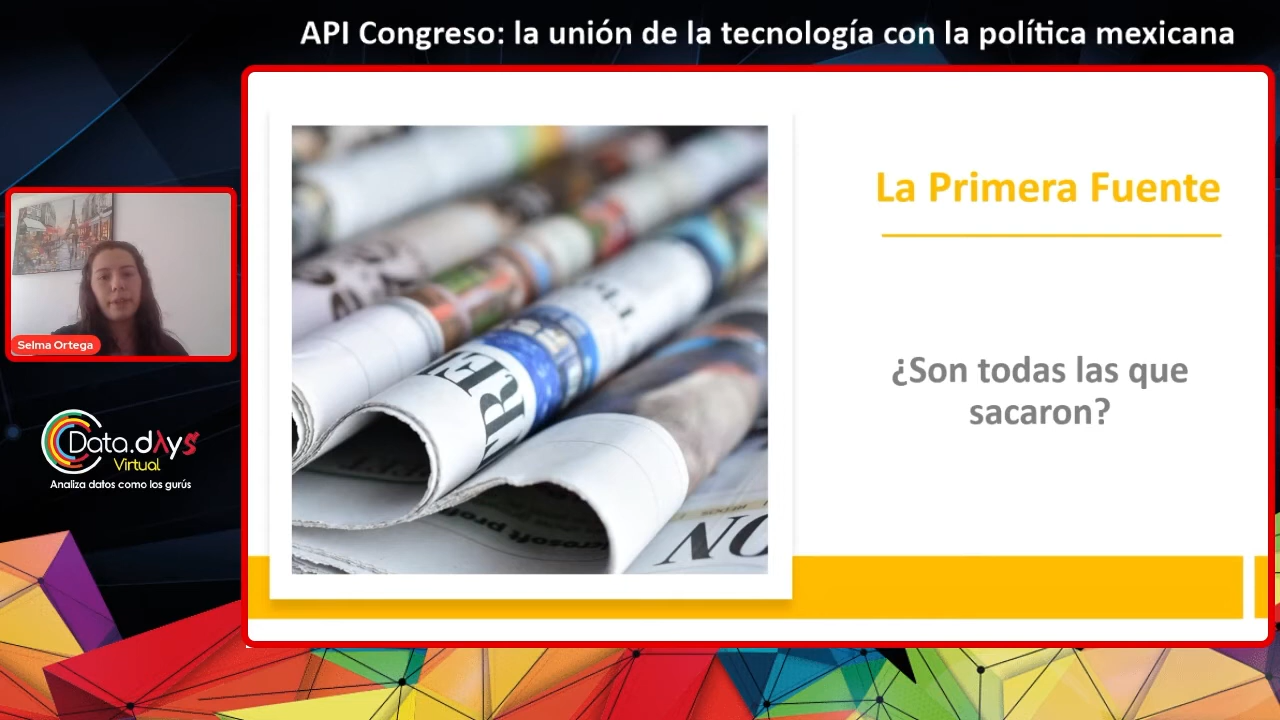 API Congreso: la unión de la tecnología con la política mexicana
La Primera Fuente
¿Son todas las que
sacaron?
Selma Ortega
Data.dAys
Virtual
Analiza datos como los gurús